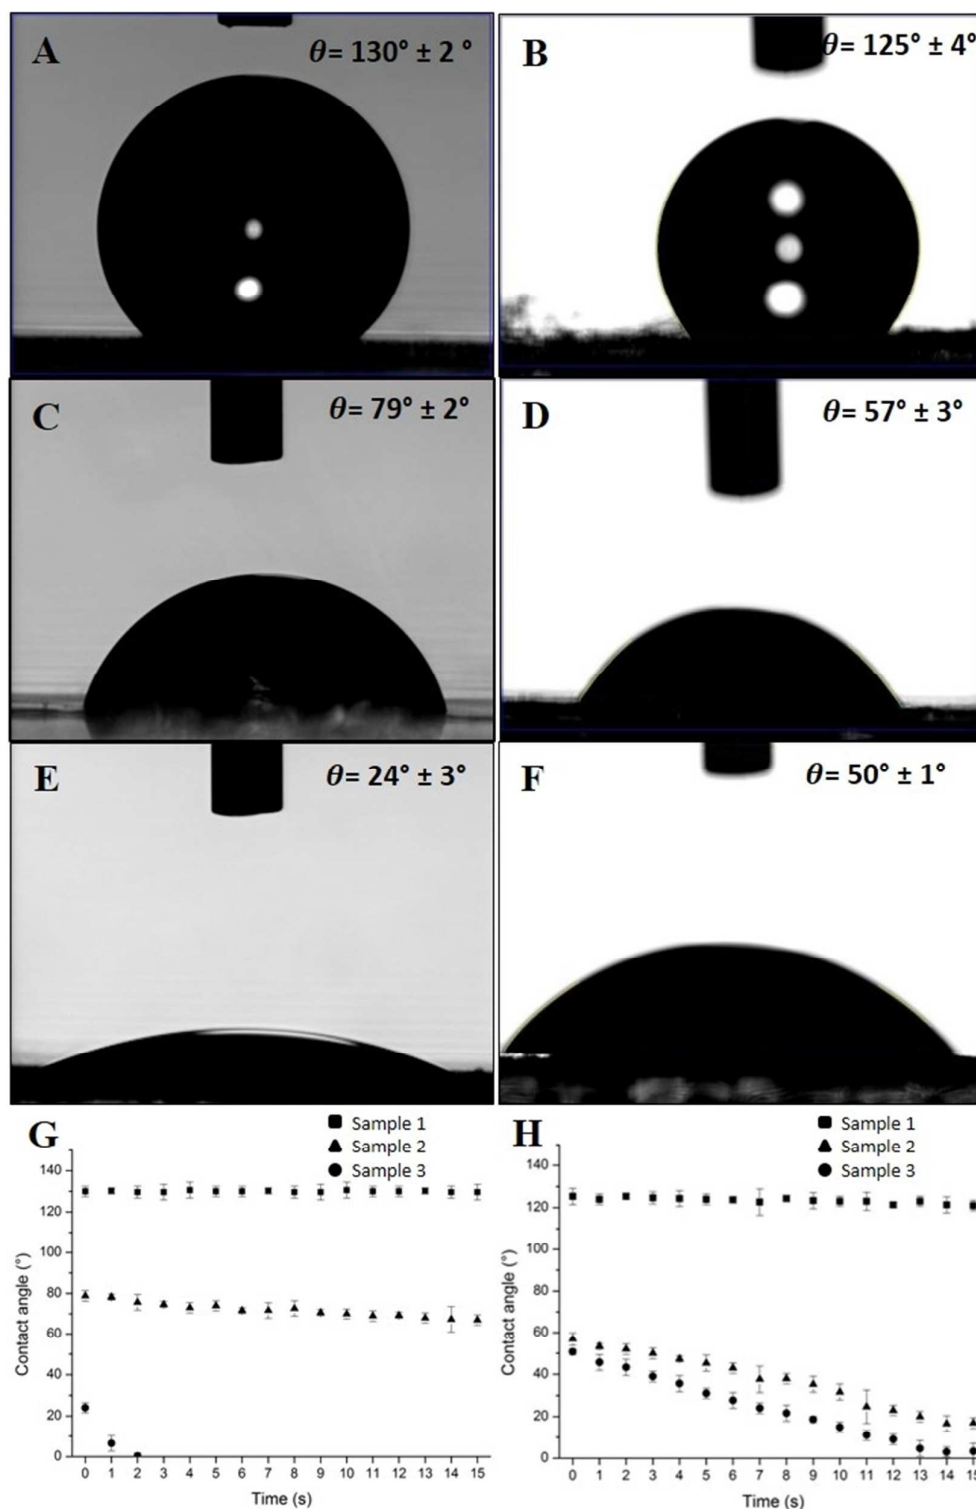 A
θ= 130° ± 2 °
B
θ= 125° ± 4°
C
θ= 79° ± 2°
D
θ= 57° ± 3°
E
θ= 24° ± 3°
F
θ= 50° ± 1°
G
■ Sample 1
▲ Sample 2
● Sample 3
140
120
100
80
60
40
20
0
Contact angle (°)
0 1 2 3 4 5 6 7 8 9 10 11 12 13 14 15
Time (s)
H
■ Sample 1
▲ Sample 2
● Sample 3
140
120
100
80
60
40
20
0
Contact angle (°)
0 1 2 3 4 5 6 7 8 9 10 11 12 13 14 15
Time (s)